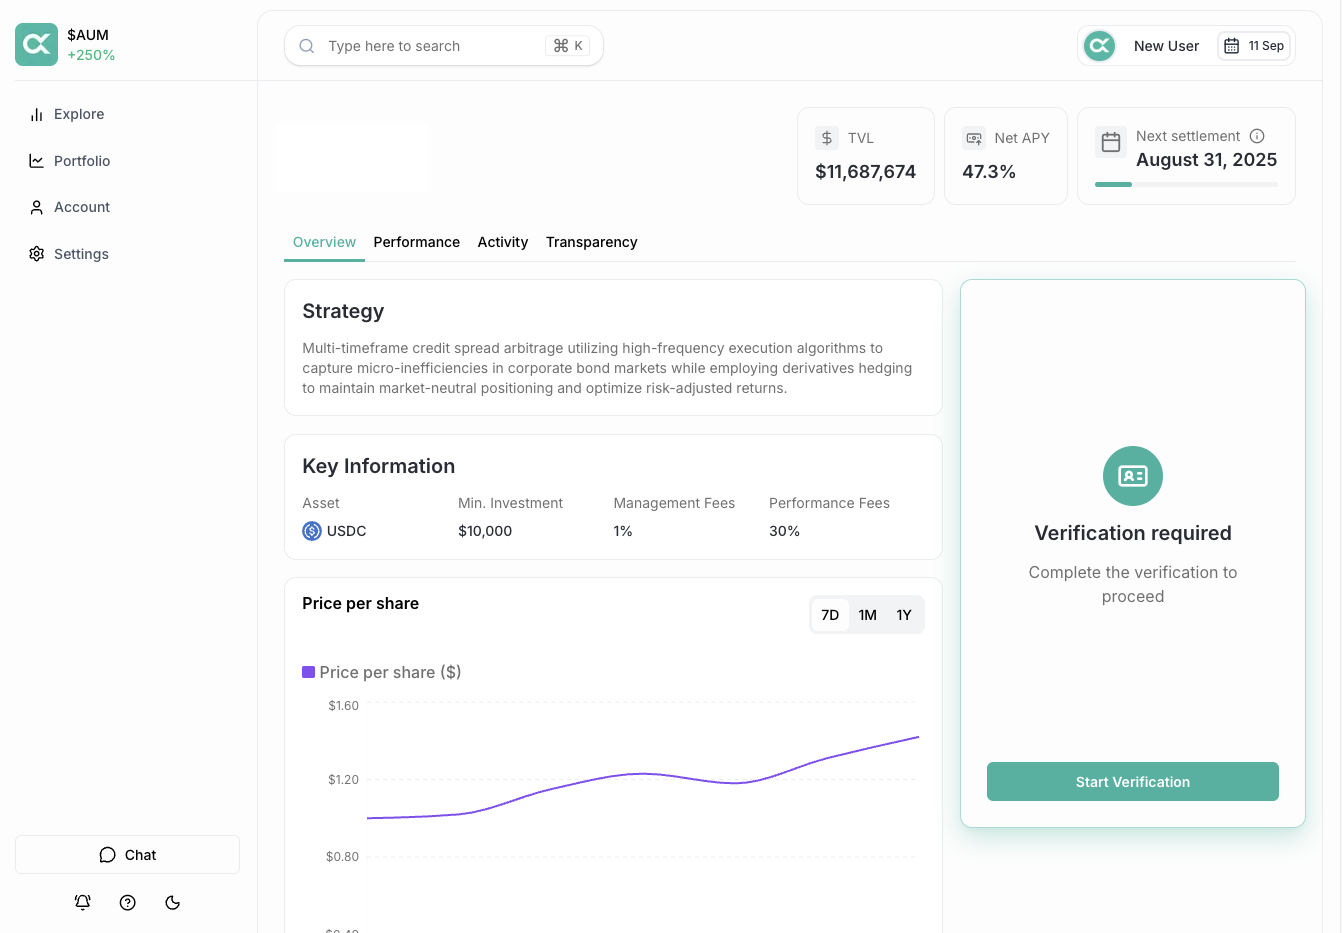 $AUM
+250%
Type here to search
⌘ K
New User
11 Sep
Explore
Portfolio
Account
Settings
TVL
$11,687,674
Net APY
47.3%
Next settlement
August 31, 2025
Overview
Performance
Activity
Transparency
Strategy
Multi-timeframe credit spread arbitrage utilizing high-frequency execution algorithms to
capture micro-inefficiencies in corporate bond markets while employing derivatives hedging
to maintain market-neutral positioning and optimize risk-adjusted returns.
Key Information
Asset
Min. Investment
Management Fees
Performance Fees
USDC
$10,000
1%
30%
Price per share
7D
1M
1Y
Price per share ($)
$1.60
$1.20
$0.80
Verification required
Complete the verification to
proceed
Start Verification
Chat